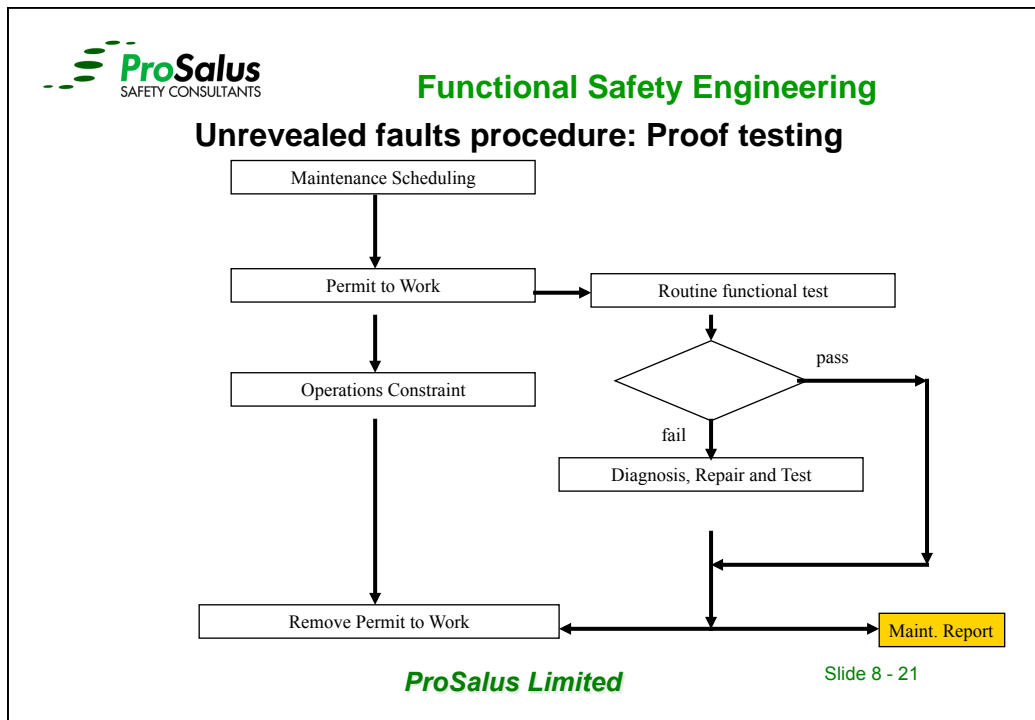 ProSalus
SAFETY CONSULTANTS
Functional Safety Engineering
Unrevealed faults procedure: Proof testing
Maintenance Scheduling
Permit to Work
Routine functional test
pass
Operations Constraint
fail
Diagnosis, Repair and Test
Remove Permit to Work
Maint. Report
ProSalus Limited
Slide 8 - 21